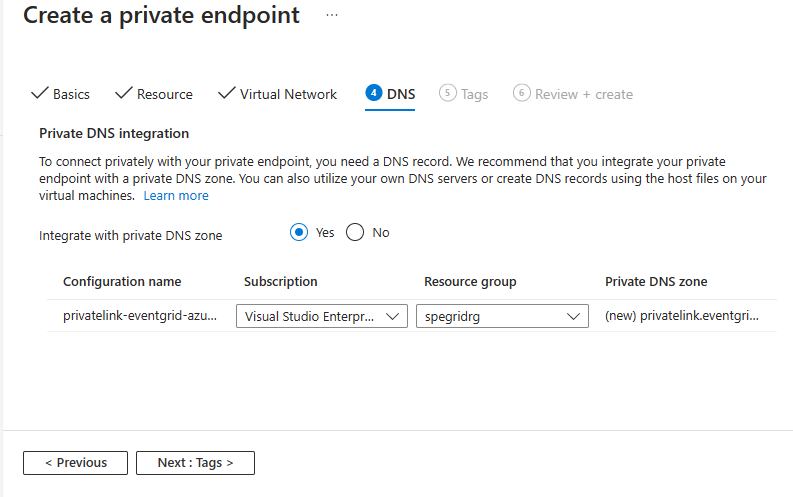 Create a private endpoint ...
Basics Resource Virtual Network 4 DNS 5 Tags 6 Review + create
Private DNS integration
To connect privately with your private endpoint, you need a DNS record. We recommend that you integrate your private
endpoint with a private DNS zone. You can also utilize your own DNS servers or create DNS records using the host files on your
virtual machines. Learn more
Integrate with private DNS zone Yes No
Configuration name Subscription Resource group Private DNS zone
privatelink-eventgrid-azu... Visual Studio Enterpr... spegridrg (new) privatelink.eventgri...
< Previous Next : Tags >